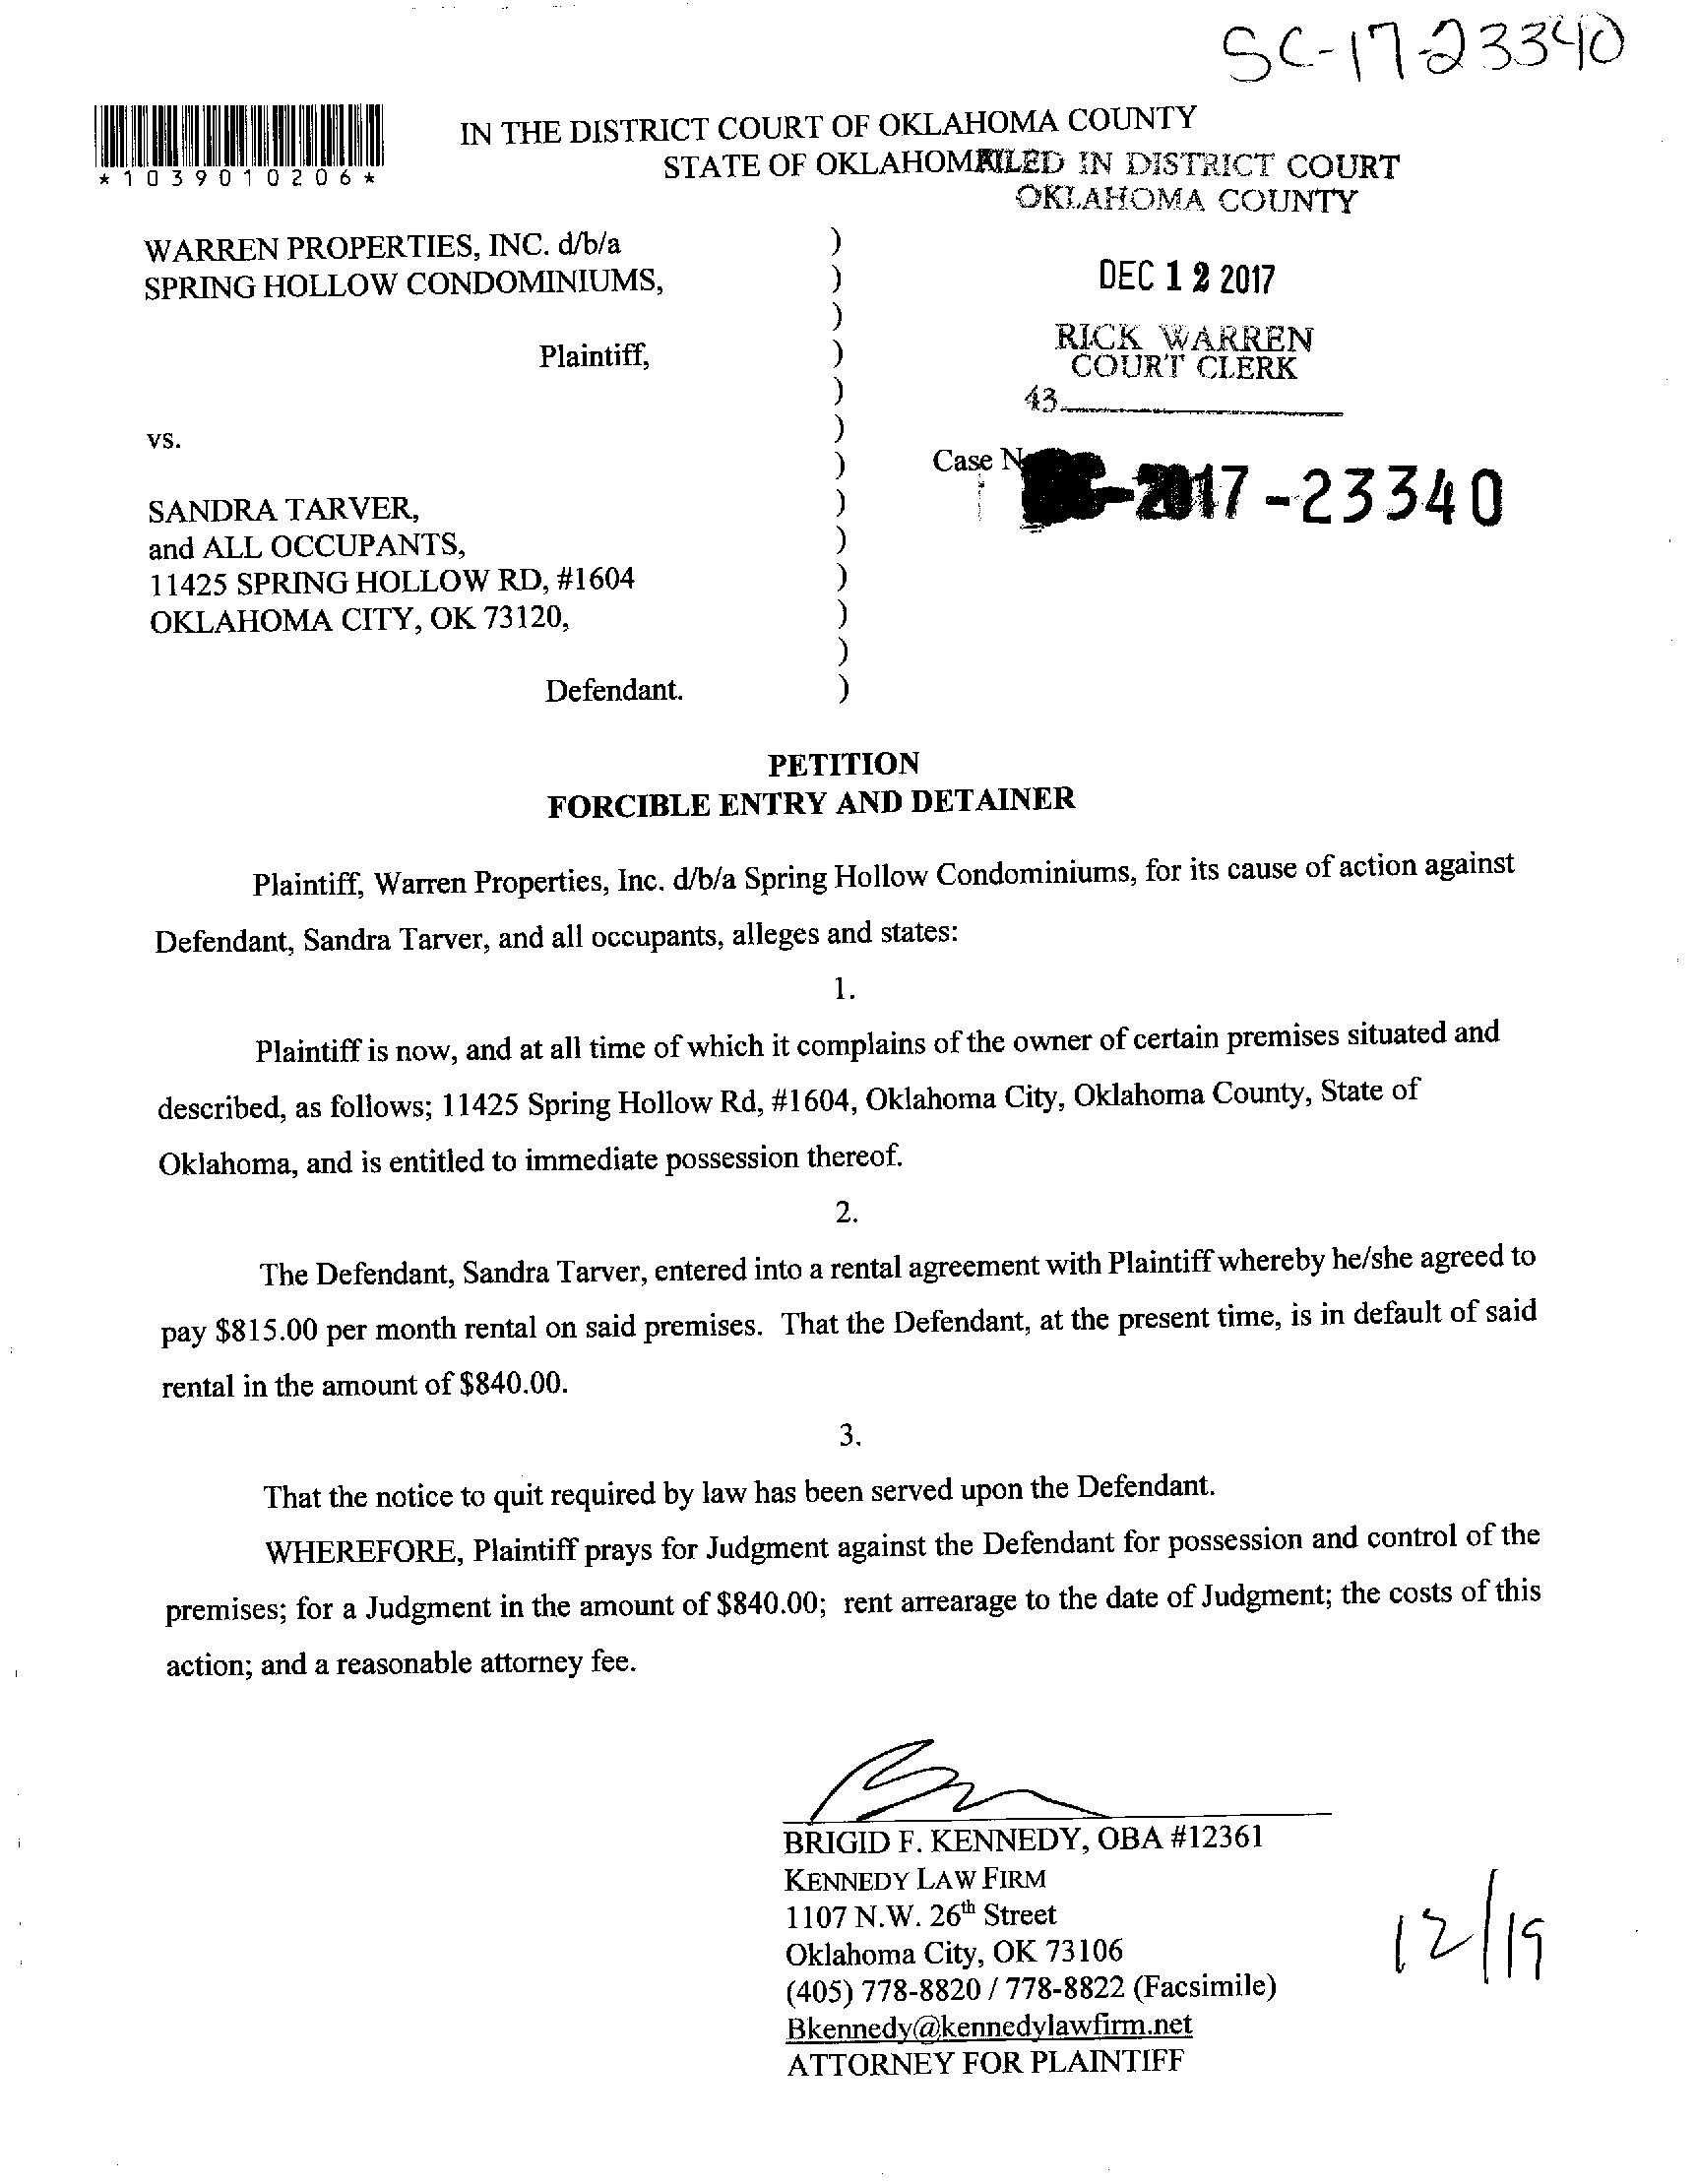 SC-17-23340
*1039010206*
IN THE DISTRICT COURT OF OKLAHOMA COUNTY
STATE OF OKLAHOMA
FILED IN DISTRICT COURT
OKLAHOMA COUNTY
DEC 12 2017
RICK WARREN
COURT CLERK
43
WARREN PROPERTIES, INC. d/b/a )
SPRING HOLLOW CONDOMINIUMS, )
)
Plaintiff, )
)
vs. )
) Case
SANDRA TARVER, ) -2017-23340
and ALL OCCUPANTS, )
11425 SPRING HOLLOW RD, #1604 )
OKLAHOMA CITY, OK 73120, )
)
Defendant. )
PETITION
FORCIBLE ENTRY AND DETAINER
Plaintiff, Warren Properties, Inc. d/b/a Spring Hollow Condominiums, for its cause of action against
Defendant, Sandra Tarver, and all occupants, alleges and states:
1.
Plaintiff is now, and at all time of which it complains of the owner of certain premises situated and
described, as follows; 11425 Spring Hollow Rd, #1604, Oklahoma City, Oklahoma County, State of
Oklahoma, and is entitled to immediate possession thereof.
2.
The Defendant, Sandra Tarver, entered into a rental agreement with Plaintiff whereby he/she agreed to
pay $815.00 per month rental on said premises. That the Defendant, at the present time, is in default of said
rental in the amount of $840.00.
3.
That the notice to quit required by law has been served upon the Defendant.
WHEREFORE, Plaintiff prays for Judgment against the Defendant for possession and control of the
premises; for a Judgment in the amount of $840.00; rent arrearage to the date of Judgment; the costs of this
action; and a reasonable attorney fee.
BRIGID F. KENNEDY, OBA #12361
KENNEDY LAW FIRM
1107 N.W. 26th Street
Oklahoma City, OK 73106
(405) 778-8820 / 778-8822 (Facsimile)
Bkennedy@kennedylawfirm.net
ATTORNEY FOR PLAINTIFF
12/19